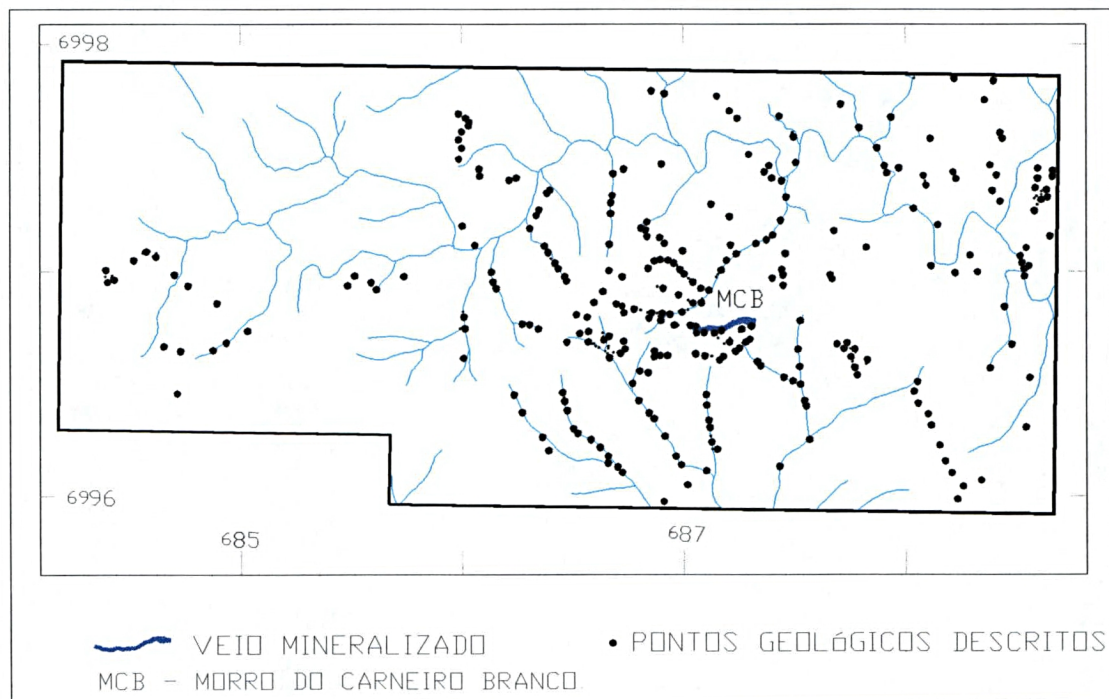 6998
MCB
6996
685
687
VEIO MINERALIZADO
• PONTOS GEOLóGICOS DESCRITOS
MCB - MORRO DO CARNEIRO BRANCO